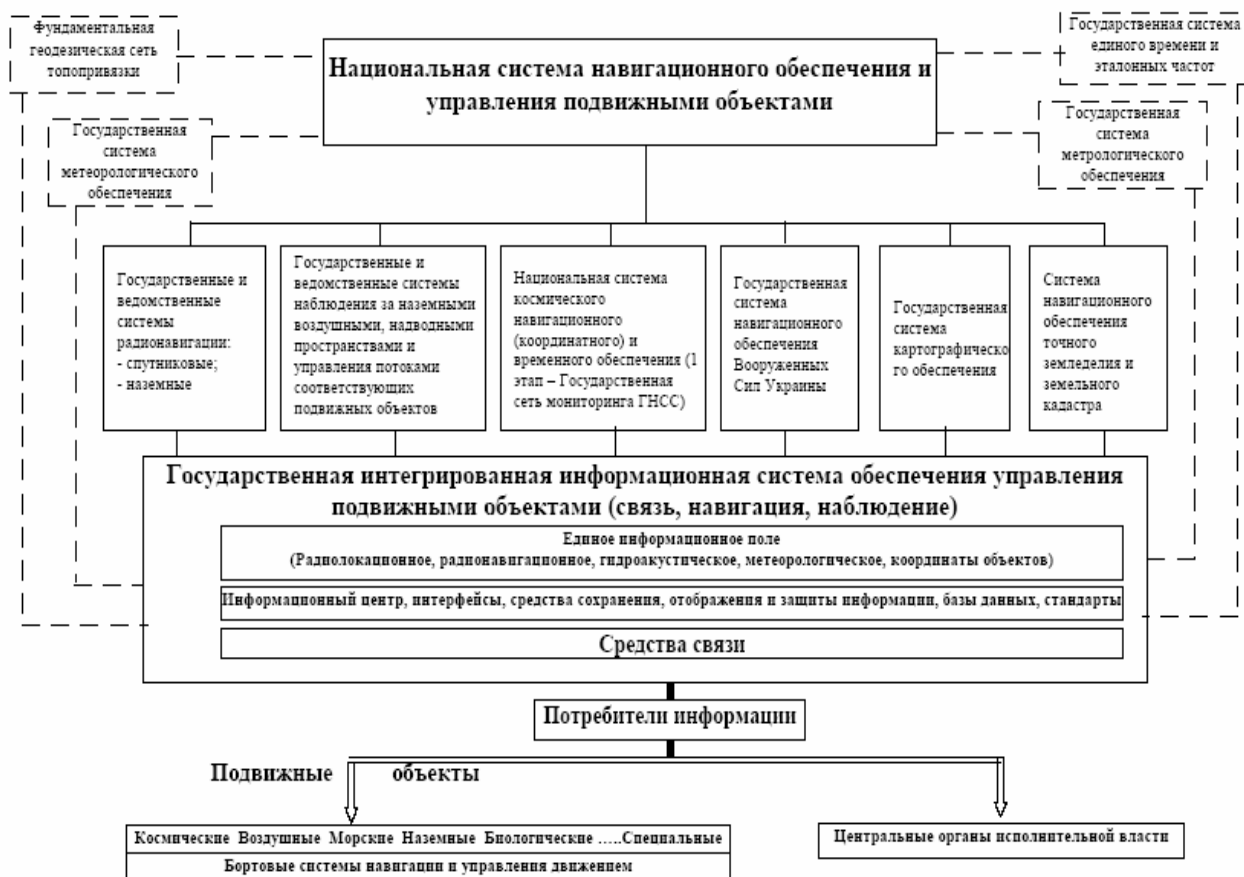 Фундаментальная
геодезическая сеть
топопривязки
Государственная система
единого времени и
эталонных частот
Национальная система навигационного обеспечения и
управления подвижными объектами
Государственная
система
метеорологического
обеспечения
Государственная
система
метрологического
обеспечения
Государственные и
ведомственные
системы
радионавигации:
- спутниковые;
- наземные
Государственные и
ведомственные системы
наблюдения за наземными
воздушными, надводными
пространствами и
управления потоками
соответствующих
подвижных объектов
Национальная система
космического
навигационного
(координатного) и
временного обеспечения (1
этап – Государственная
сеть мониторинга ГНСС)
Государственная
система
навигационного
обеспечения
Вооруженных
Сил Украины
Государственная
система
картографическо
го обеспечения
Система
навигационного
обеспечения
точного
земледелия и
земельного
кадастра
Государственная интегрированная информационная система обеспечения управления
подвижными объектами (связь, навигация, наблюдение)
Единое информационное поле
(Радиолокационное, радионавигационное, гидроакустическое, метеорологическое, координаты объектов)
Информационный центр, интерфейсы, средства сохранения, отображения и защиты информации, базы данных, стандарты
Средства связи
Потребители информации
Подвижные объекты
Космические Воздушные Морские Наземные Биологические .....Специальные
Бортовые системы навигации и управления движением
Центральные органы исполнительной власти